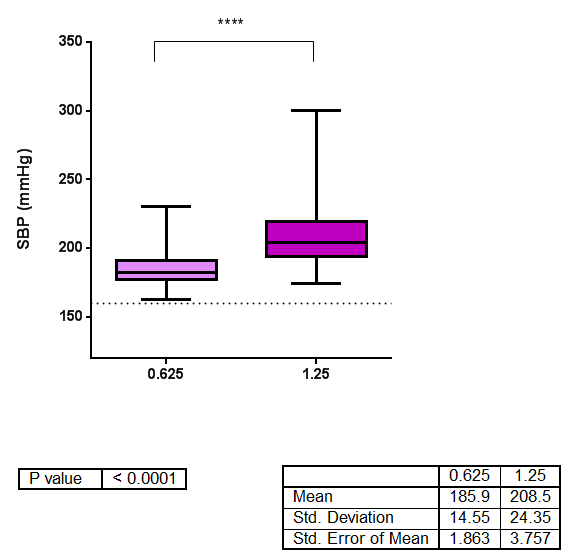 ****
350
300
250
200
150
SBP (mmHg)
0.625 1.25
P value < 0.0001
0.625 1.25
Mean 185.9 208.5
Std. Deviation 14.55 24.35
Std. Error of Mean 1.863 3.757